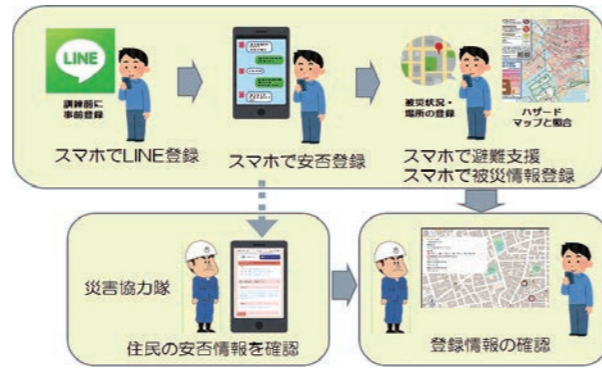 LINE
訓練前に
事前登録
スマホでLINE登録
スマホで安否登録
被災状況・
場所の登録
ハザード
マップと照合
スマホで避難支援
スマホで被災情報登録
災害協力隊
住民の安否情報を確認
登録情報の確認